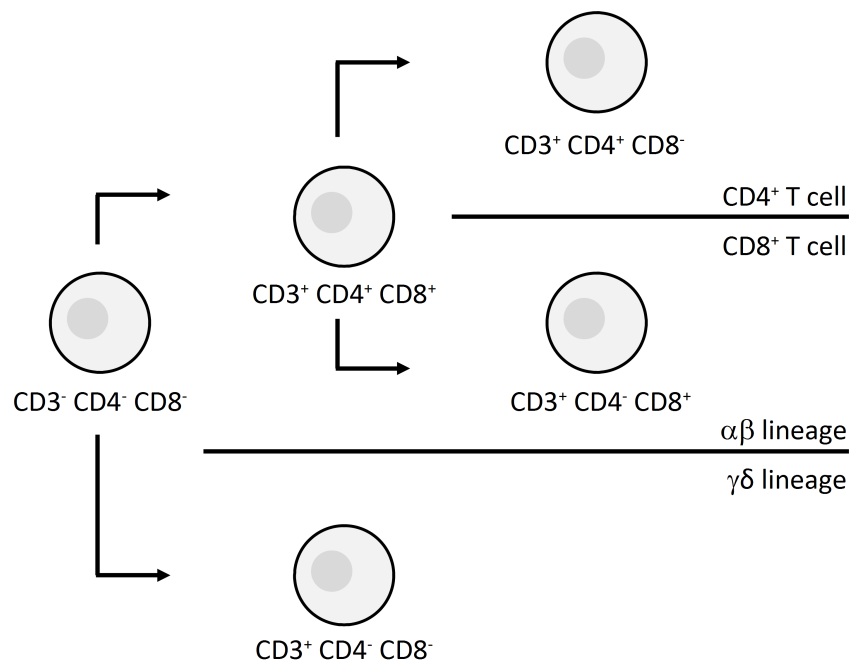 CD3⁺ CD4⁺ CD8⁻
CD4⁺ T cell
CD8⁺ T cell
CD3⁺ CD4⁺ CD8⁺
CD3⁻ CD4⁻ CD8⁻
CD3⁺ CD4⁻ CD8⁺
αβ lineage
γδ lineage
CD3⁺ CD4⁻ CD8⁻